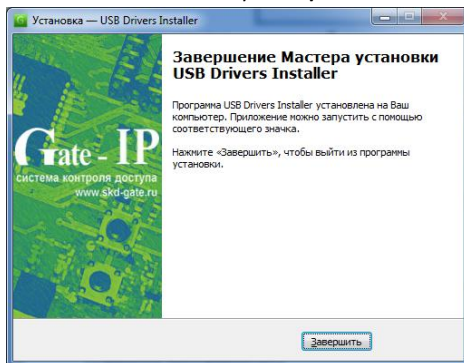 Установка — USB Drivers Installer
Завершение Мастера установки
USB Drivers Installer
Программа USB Drivers Installer установлена на Ваш
компьютер. Приложение можно запустить с помощью
соответствующего значка.
Нажмите «Завершить», чтобы выйти из программы
установки.
Gate - IP
система контроля доступа
www.skd-gate.ru
Завершить